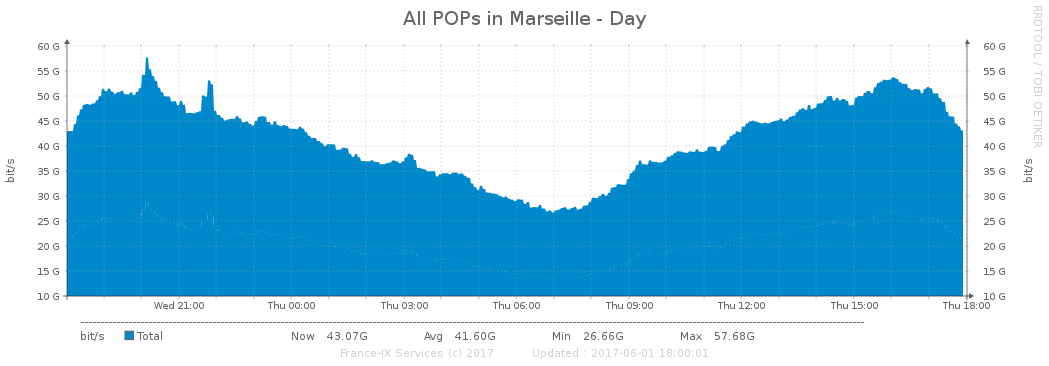 All POPs in Marseille - Day
RRDTOOL / TOBI OETIKER
60 G 60 G
55 G 55 G
50 G 50 G
45 G 45 G
40 G 40 G
35 G 35 G
30 G 30 G
25 G 25 G
20 G 20 G
15 G 15 G
10 G 10 G
bit/s
bit/s
Wed 21:00 Thu 00:00 Thu 03:00 Thu 06:00 Thu 09:00 Thu 12:00 Thu 15:00 Thu 18:00
bit/s Total Now 43.07G Avg 41.60G Min 26.66G Max 57.68G
France-IX Services (c) 2017 Updated : 2017-06-01 18:00:01